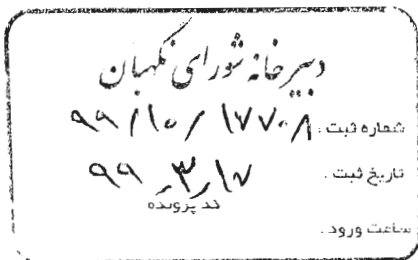 دبیرخانه شورای نگهبان
شماره ثبت: ۹۹/۱۰/۱۷۷۰۸
تاریخ ثبت. ۹۹,۳,۱۷
کد پرونده
ساعت ورود.